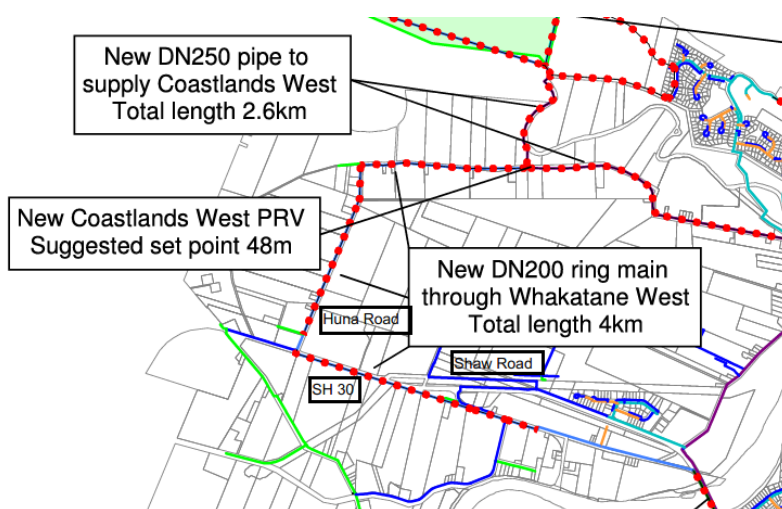 New DN250 pipe to
supply Coastlands West
Total length 2.6km
New Coastlands West PRV
Suggested set point 48m
New DN200 ring main
through Whakatane West
Total length 4km
Huna Road
Shaw Road
SH 30